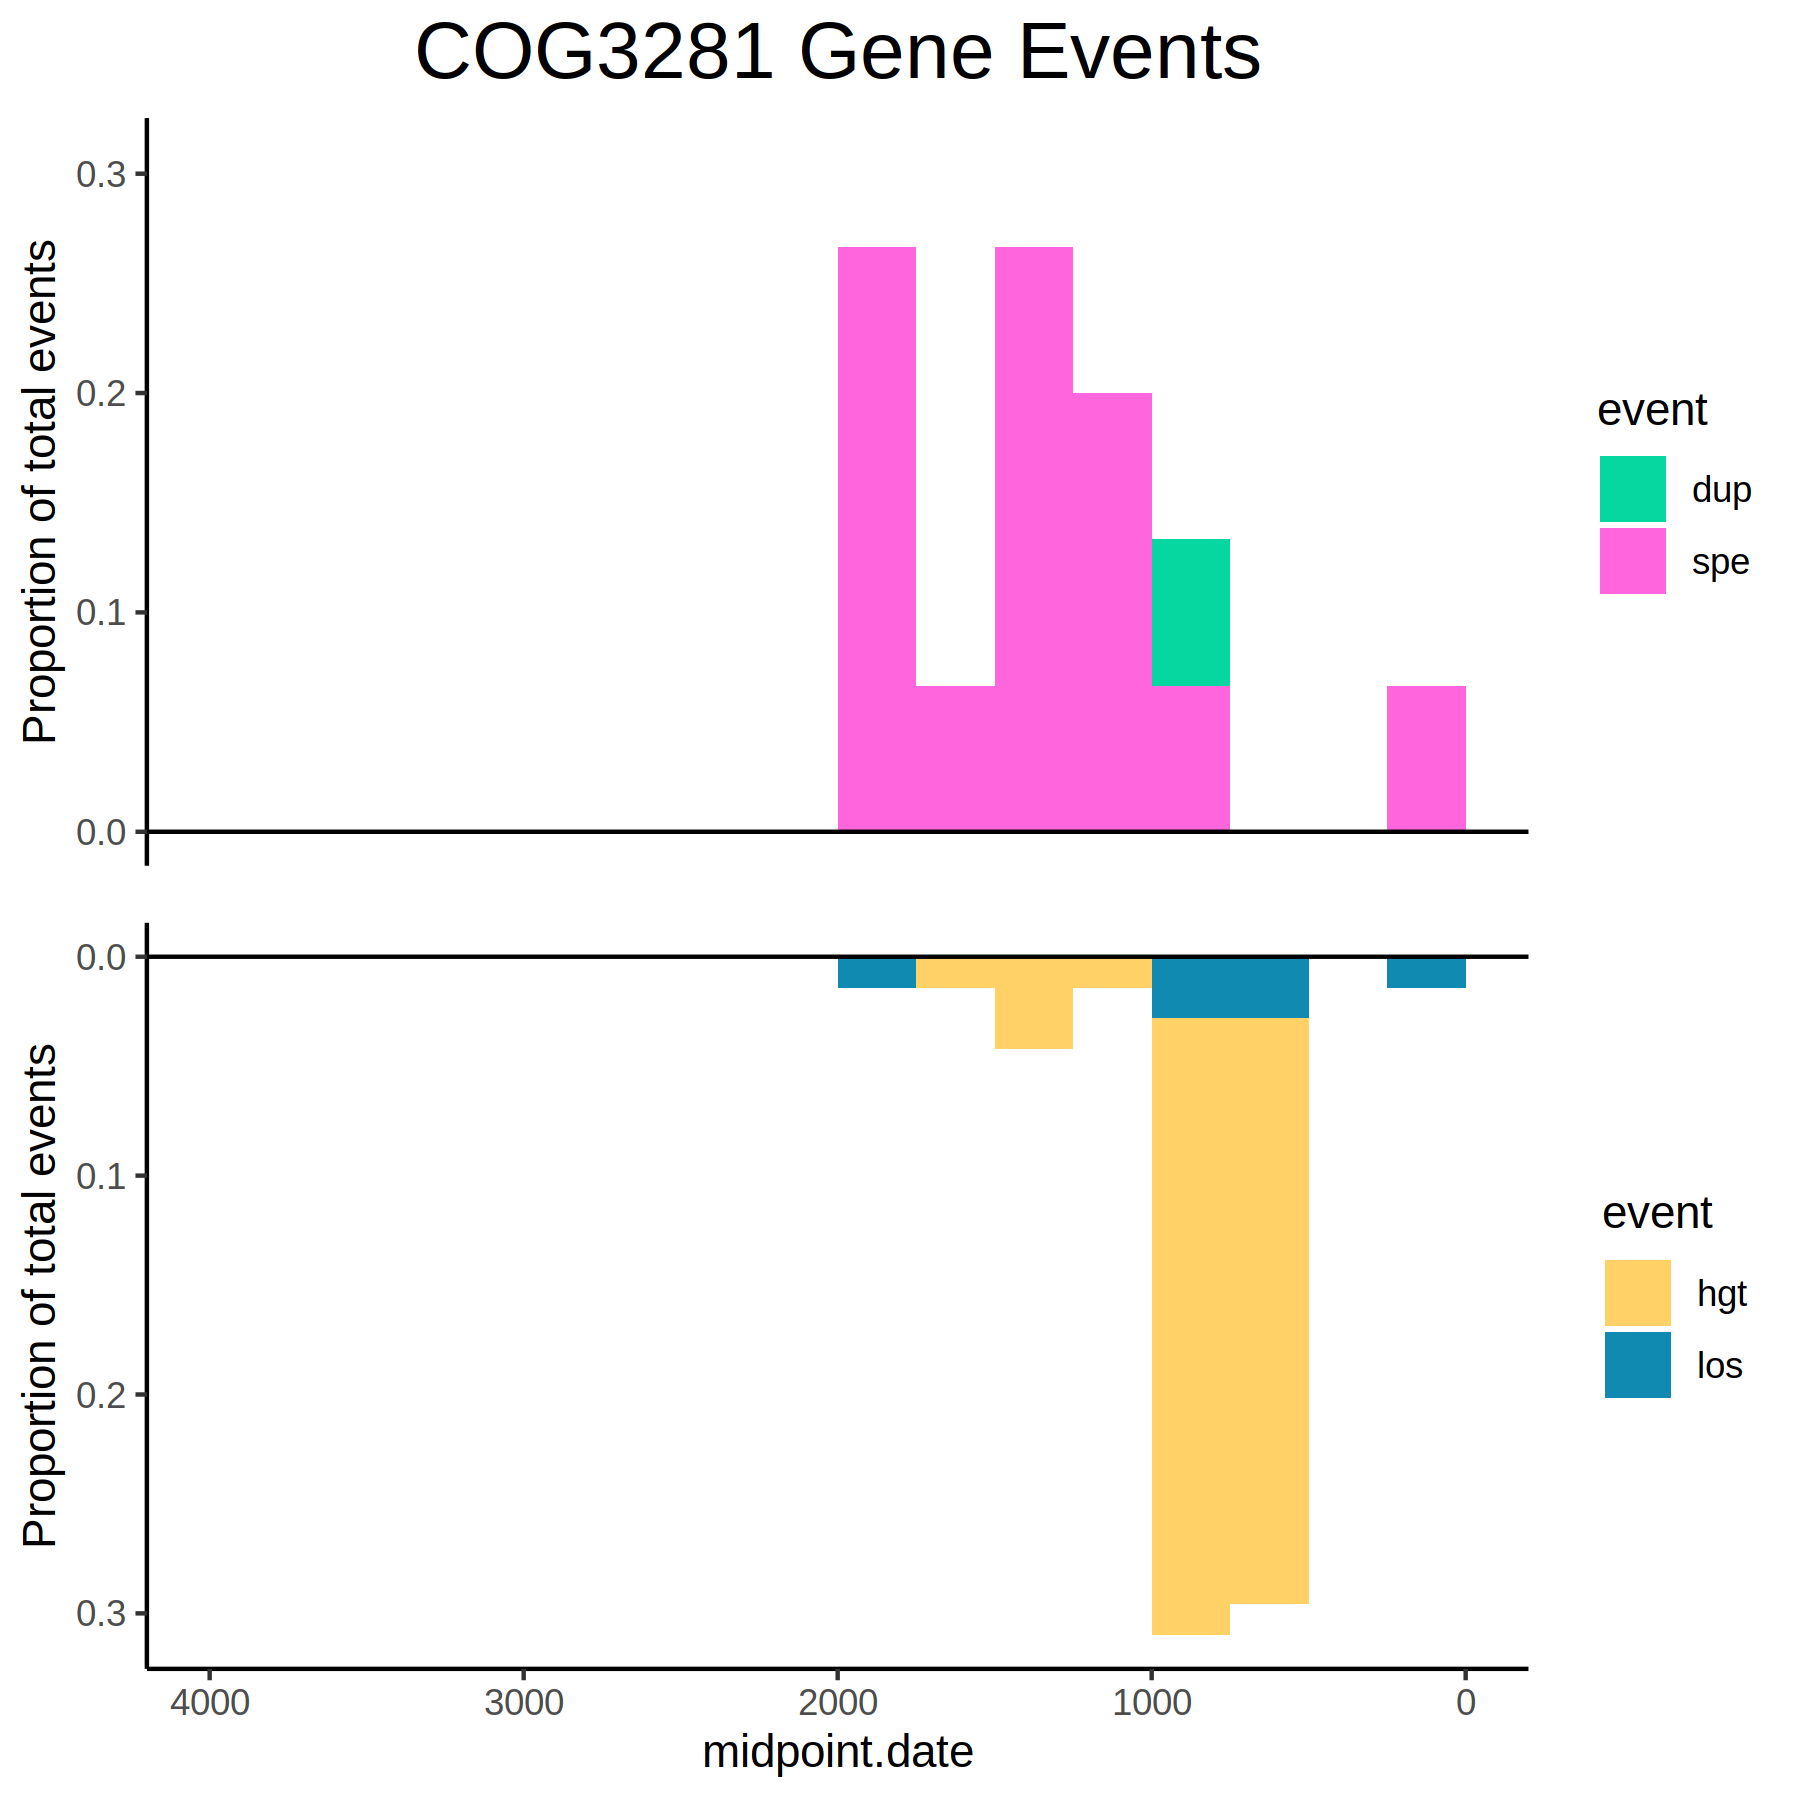 COG3281 Gene Events
Proportion of total events
0.3
0.2
0.1
0.0
event
dup
spe
Proportion of total events
0.0
0.1
0.2
0.3
event
hgt
los
4000 3000 2000 1000 0
midpoint.date